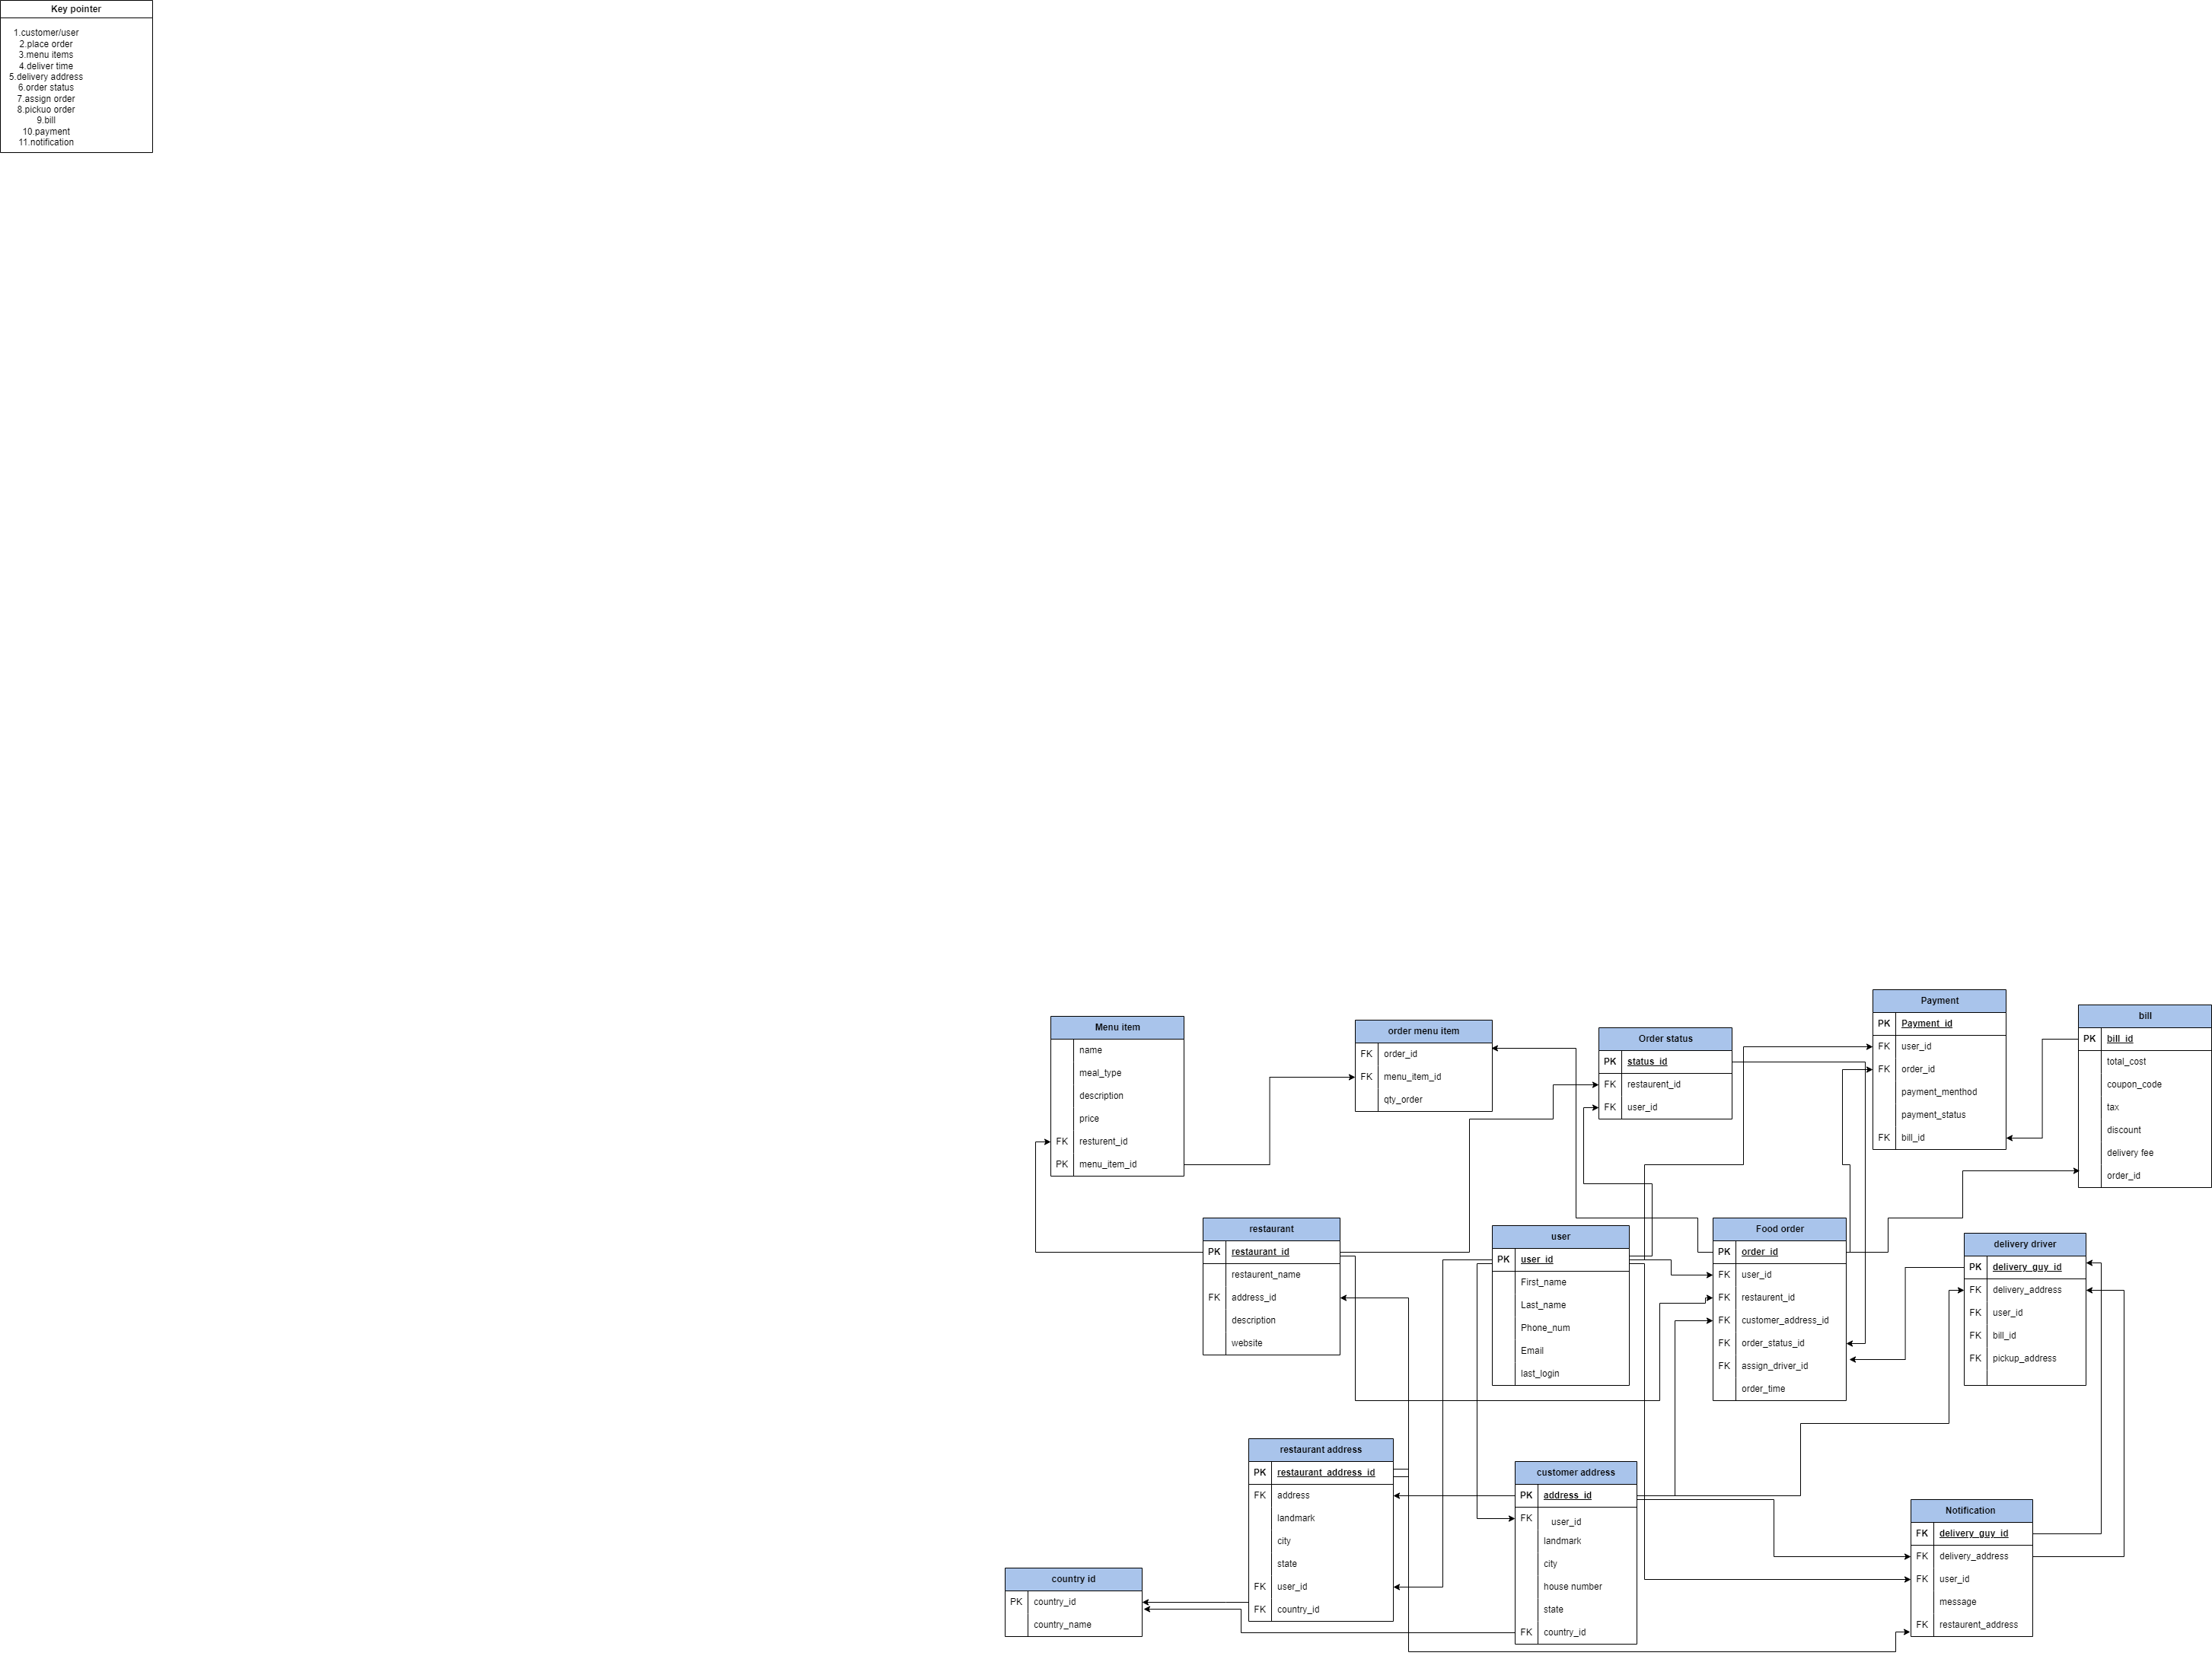 Key pointer
1.customer/user
2.place order
3.menu items
4.deliver time
5.delivery address
6.order status
7.assign order
8.pickuo order
9.bill
10.payment
11.notification
Payment
PK Payment_id
FK user_id
FK order_id
payment_menthod
payment_status
FK bill_id
bill
PK bill_id
total_cost
coupon_code
tax
discount
delivery fee
order_id
Menu item
name
meal_type
description
price
FK resturent_id
PK menu_item_id
order menu item
FK order_id
FK menu_item_id
qty_order
Order status
PK status_id
FK restaurent_id
FK user_id
restaurant
PK restaurant_id
restaurent_name
FK address_id
description
website
user
PK user_id
First_name
Last_name
Phone_num
Email
last_login
Food order
PK order_id
FK user_id
FK restaurent_id
FK customer_address_id
FK order_status_id
FK assign_driver_id
order_time
delivery driver
PK delivery_guy_id
FK delivery_address
FK user_id
FK bill_id
FK pickup_address
restaurant address
PK restaurant_address_id
FK address
landmark
city
state
FK user_id
FK country_id
customer address
PK address_id
FK user_id
landmark
city
house number
state
FK country_id
Notification
FK delivery_guy_id
FK delivery_address
FK user_id
message
FK restaurent_address
country id
PK country_id
country_name